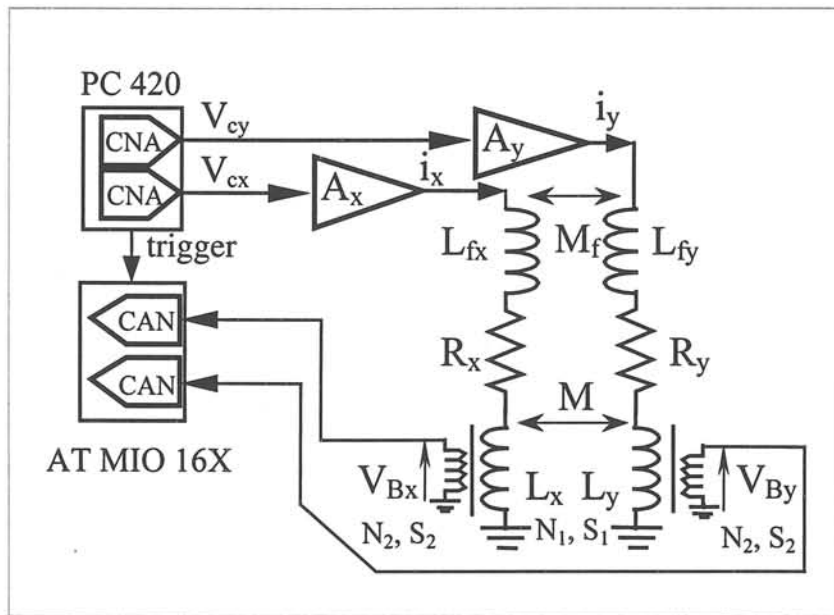 PC 420
CNA
CNA
V_cy
V_cx
A_y
A_x
i_y
i_x
trigger
CAN
CAN
AT MIO 16X
L_fx
M_f
L_fy
R_x
R_y
M
V_Bx
L_x
L_y
V_By
N_2, S_2
N_1, S_1
N_2, S_2